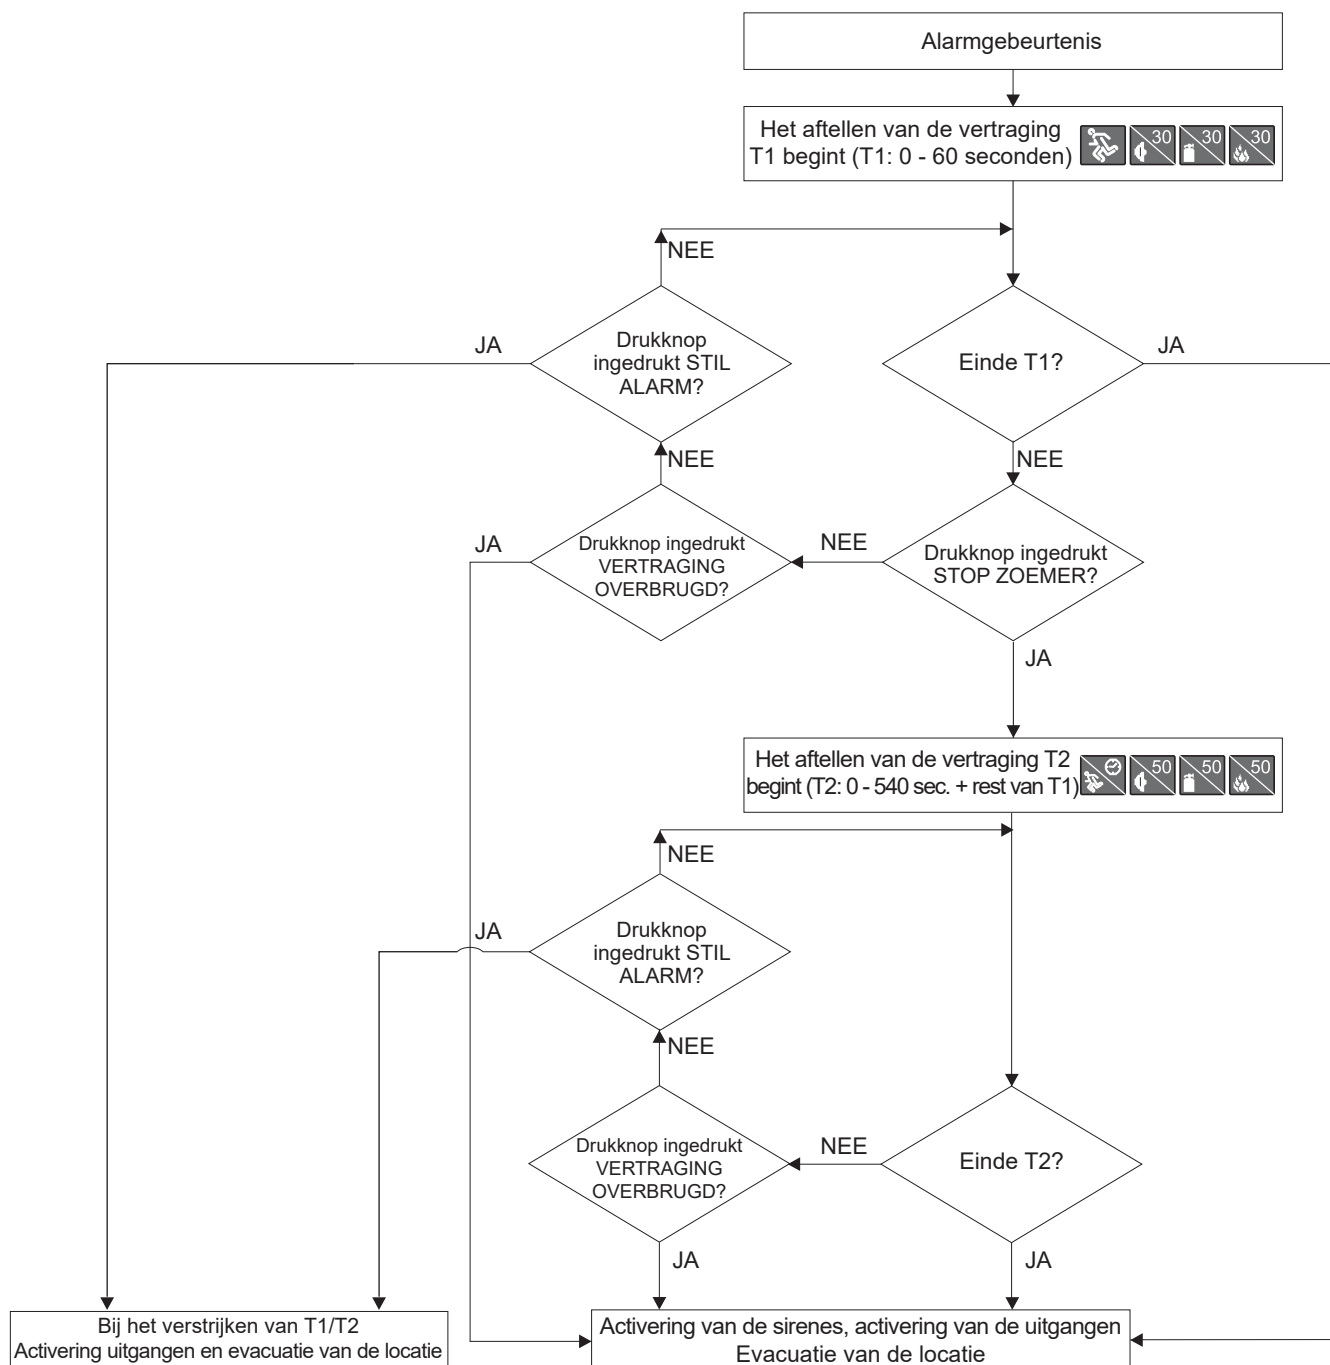 Alarmgebeurtenis
Het aftellen van de vertraging
T1 begint (T1: 0 - 60 seconden)
30
30
30
NEE
Drukknop
ingedrukt STIL
ALARM?
JA
Einde T1?
JA
NEE
NEE
Drukknop ingedrukt
VERTRAGING
OVERBRUGD?
JA
NEE
Drukknop ingedrukt
STOP ZOEMER?
JA
Het aftellen van de vertraging T2
begint (T2: 0 - 540 sec. + rest van T1)
50
50
50
NEE
JA
Drukknop
ingedrukt STIL
ALARM?
NEE
Drukknop ingedrukt
VERTRAGING
OVERBRUGD?
NEE
Einde T2?
JA
JA
Bij het verstrijken van T1/T2
Activering uitgangen en evacuatie van de locatie
Activering van de sirenes, activering van de uitgangen
Evacuatie van de locatie